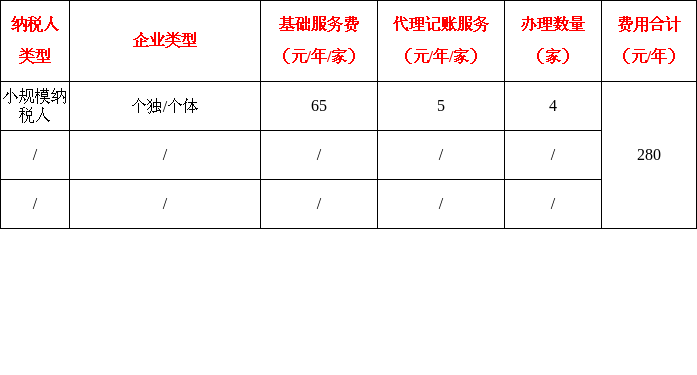 纳税人
类型
企业类型
基础服务费
（元/年/家）
代理记账服务
（元/年/家）
办理数量
（家）
费用合计
（元/年）
小规模纳
税人
个独/个体
65
5
4
280
/
/
/
/
/
/
/
/
/
/